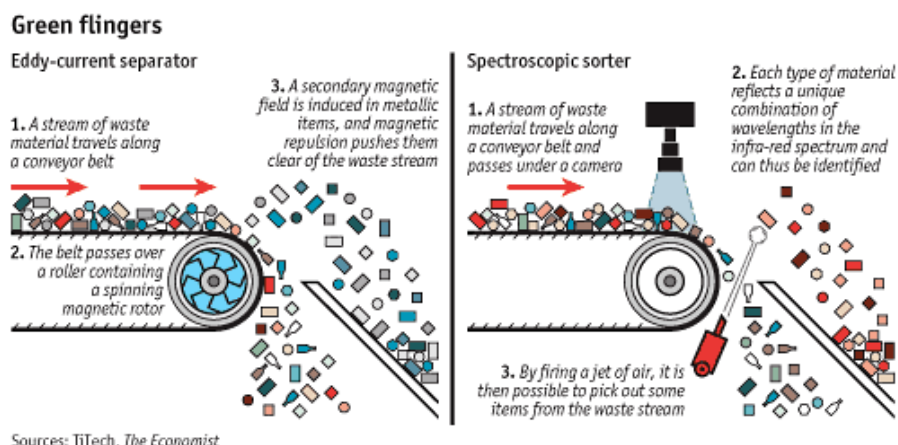 Green flingers
Eddy-current separator
1. A stream of waste
material travels along
a conveyor belt
3. A secondary magnetic
field is induced in metallic
items, and magnetic
repulsion pushes them
clear of the waste stream
2. The belt passes over
a roller containing
a spinning
magnetic rotor
Spectroscopic sorter
1. A stream of waste
material travels along
a conveyor belt and
passes under a camera
2. Each type of material
reflects a unique
combination of
wavelengths in the
infra-red spectrum and
can thus be identified
3. By firing a jet of air, it is
then possible to pick out some
items from the waste stream
Sources: TiTech, The Economist